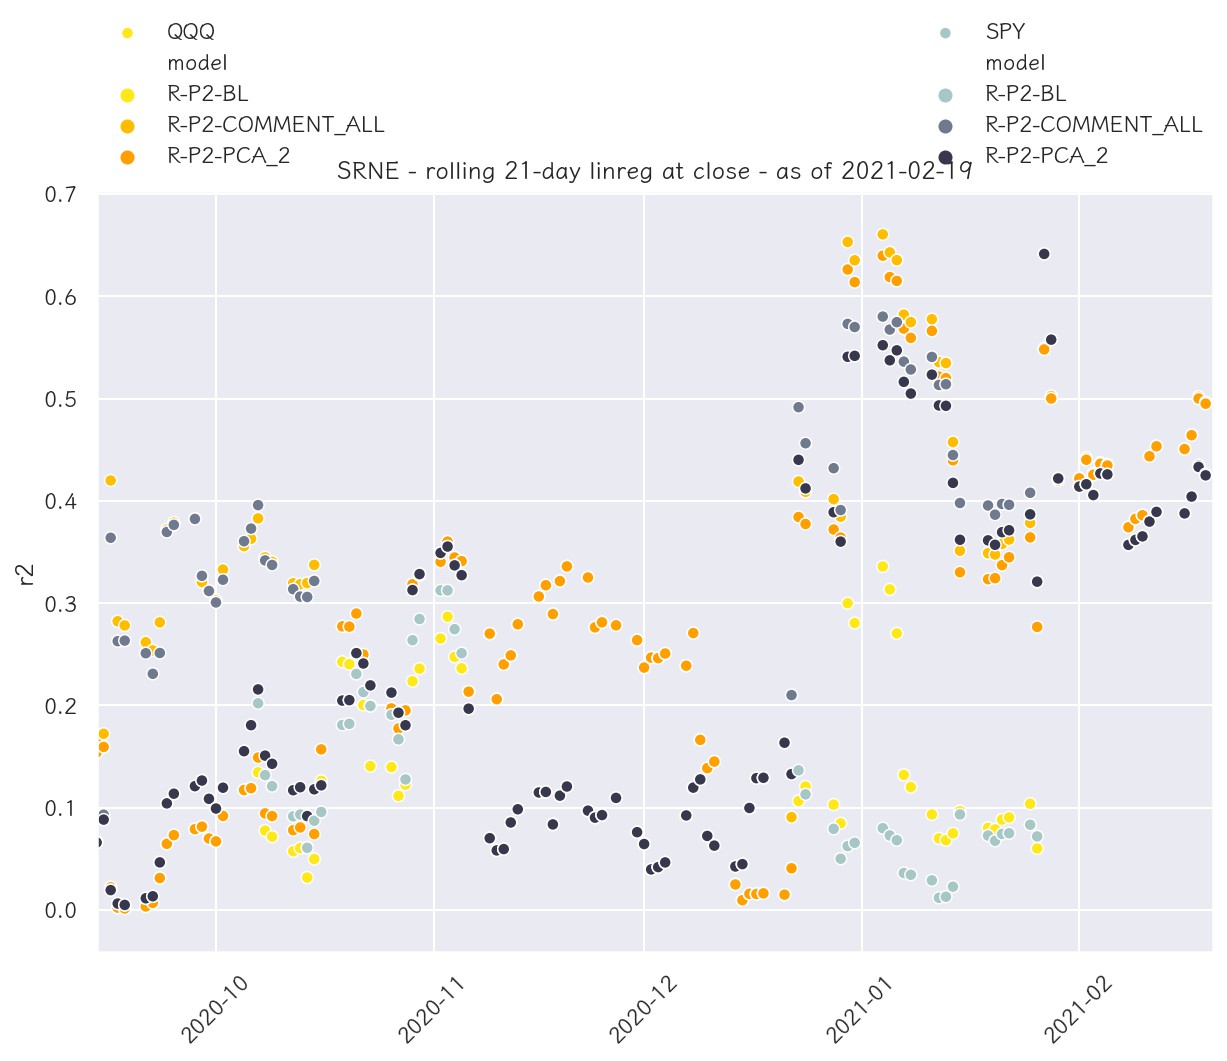 QQQ
model
R-P2-BL
R-P2-COMMENT_ALL
R-P2-PCA_2
SPY
model
R-P2-BL
R-P2-COMMENT_ALL
R-P2-PCA_2
SRNE - rolling 21-day linreg at close - as of 2021-02-19
0.7
0.6
0.5
0.4
0.3
0.2
0.1
0.0
r2
2020-10
2020-11
2020-12
2021-01
2021-02